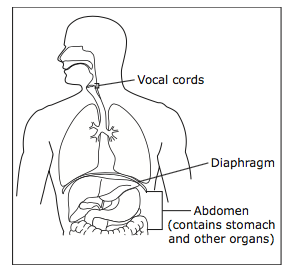 Vocal cords
Diaphragm
Abdomen
(contains stomach
and other organs)